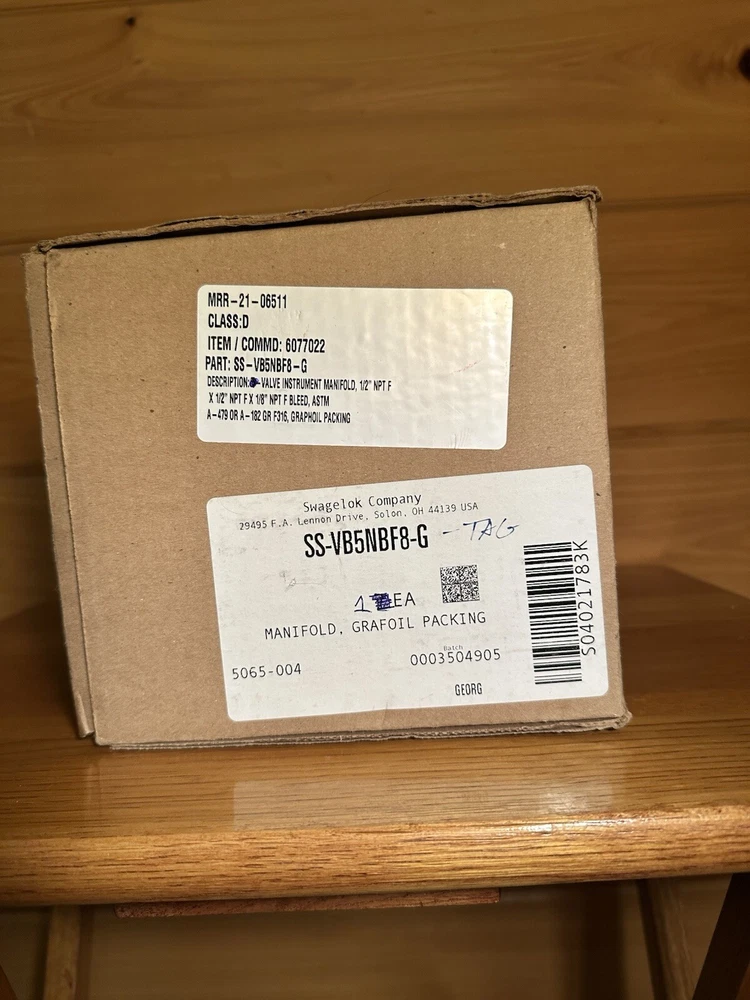 MRR-21-06511
CLASS:D
ITEM / COMMD: 6077022
PART: SS-VB5NBF8-G
DESCRIPTION: -VALVE INSTRUMENT MANIFOLD, 1/2" NPT F
X 1/2" NPT F X 1/8" NPT F BLEED, ASTM
A-479 OR A-182 GR F316, GRAPHOIL PACKING
Swagelok Company
29495 F.A. Lennon Drive, Solon, OH 44139 USA
SS-VB5NBF8-G - TAG
1 EA
MANIFOLD, GRAFOIL PACKING
Batch
5065-004 0003504905
GEORG
S04021783K